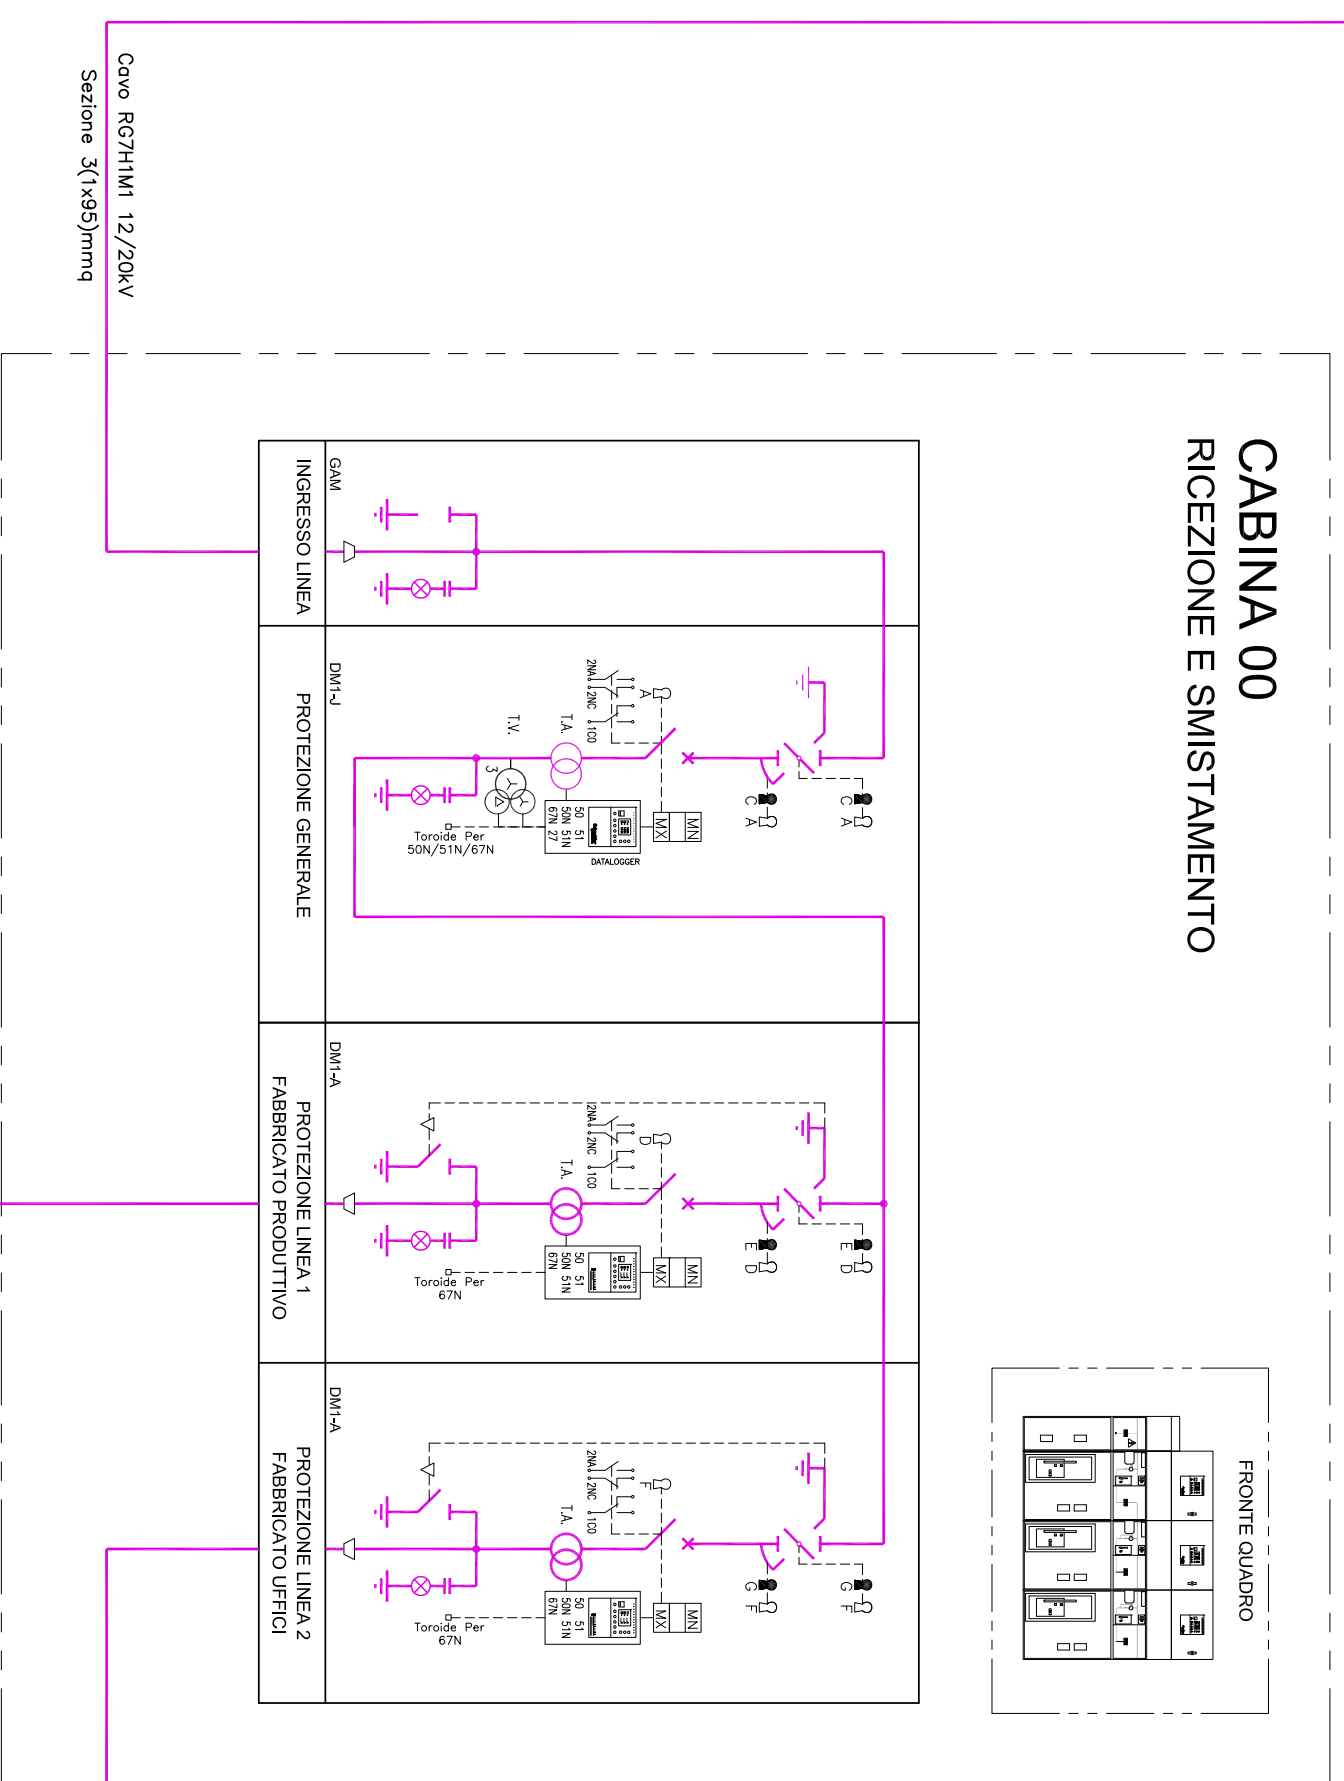 CABINA 00
RICEZIONE E SMISTAMENTO
FRONTE QUADRO
Cavo RG7H1M1 12/20kV
Sezione 3(1x95)mmq
GAM
INGRESSO LINEA
C A
C A
MN
MX
A
2NA
2NC
1CO
T.A.
T.V.
3
50 51
50N 51N
67N 27
DATALOGGER
Toroide Per
50N/51N/67N
DM1-J
PROTEZIONE GENERALE
E D
E D
MN
MX
D
2NA
2NC
1CO
T.A.
50 51
50N 51N
67N
Toroide Per
67N
DM1-A
PROTEZIONE LINEA 1
FABBRICATO PRODUTTIVO
G F
G F
MN
MX
F
2NA
2NC
1CO
T.A.
50 51
50N 51N
67N
Toroide Per
67N
DM1-A
PROTEZIONE LINEA 2
FABBRICATO UFFICI